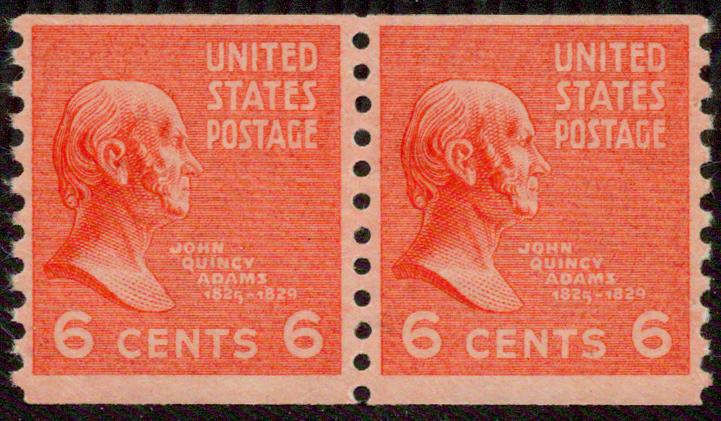 UNITED
STATES
POSTAGE
JOHN
QUINCY
ADAMS
1825-1829
6 CENTS 6
UNITED
STATES
POSTAGE
JOHN
QUINCY
ADAMS
1825-1829
6 CENTS 6